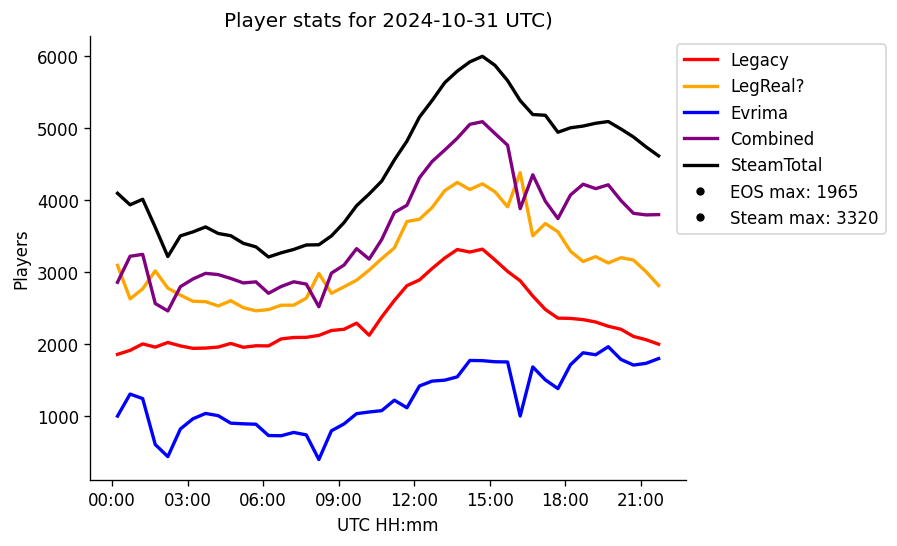 Player stats for 2024-10-31 UTC)
6000
5000
4000
3000
2000
1000
Players
00:00 03:00 06:00 09:00 12:00 15:00 18:00 21:00
UTC HH:mm
Legacy
LegReal?
Evrima
Combined
SteamTotal
EOS max: 1965
Steam max: 3320